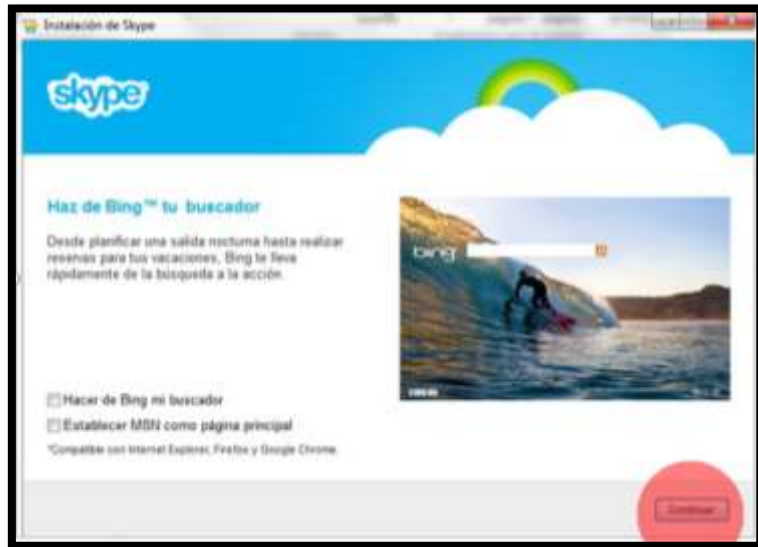 Instalación de Skype
skype
Haz de Bing™ tu buscador
Desde planificar una salida nocturna hasta realizar
reservas para tus vacaciones, Bing te lleva
rápidamente de la búsqueda a la acción.
bing
Hacer de Bing mi buscador
Establecer MSN como página principal
*Compatible con Internet Explorer, Firefox y Google Chrome.
Continuar